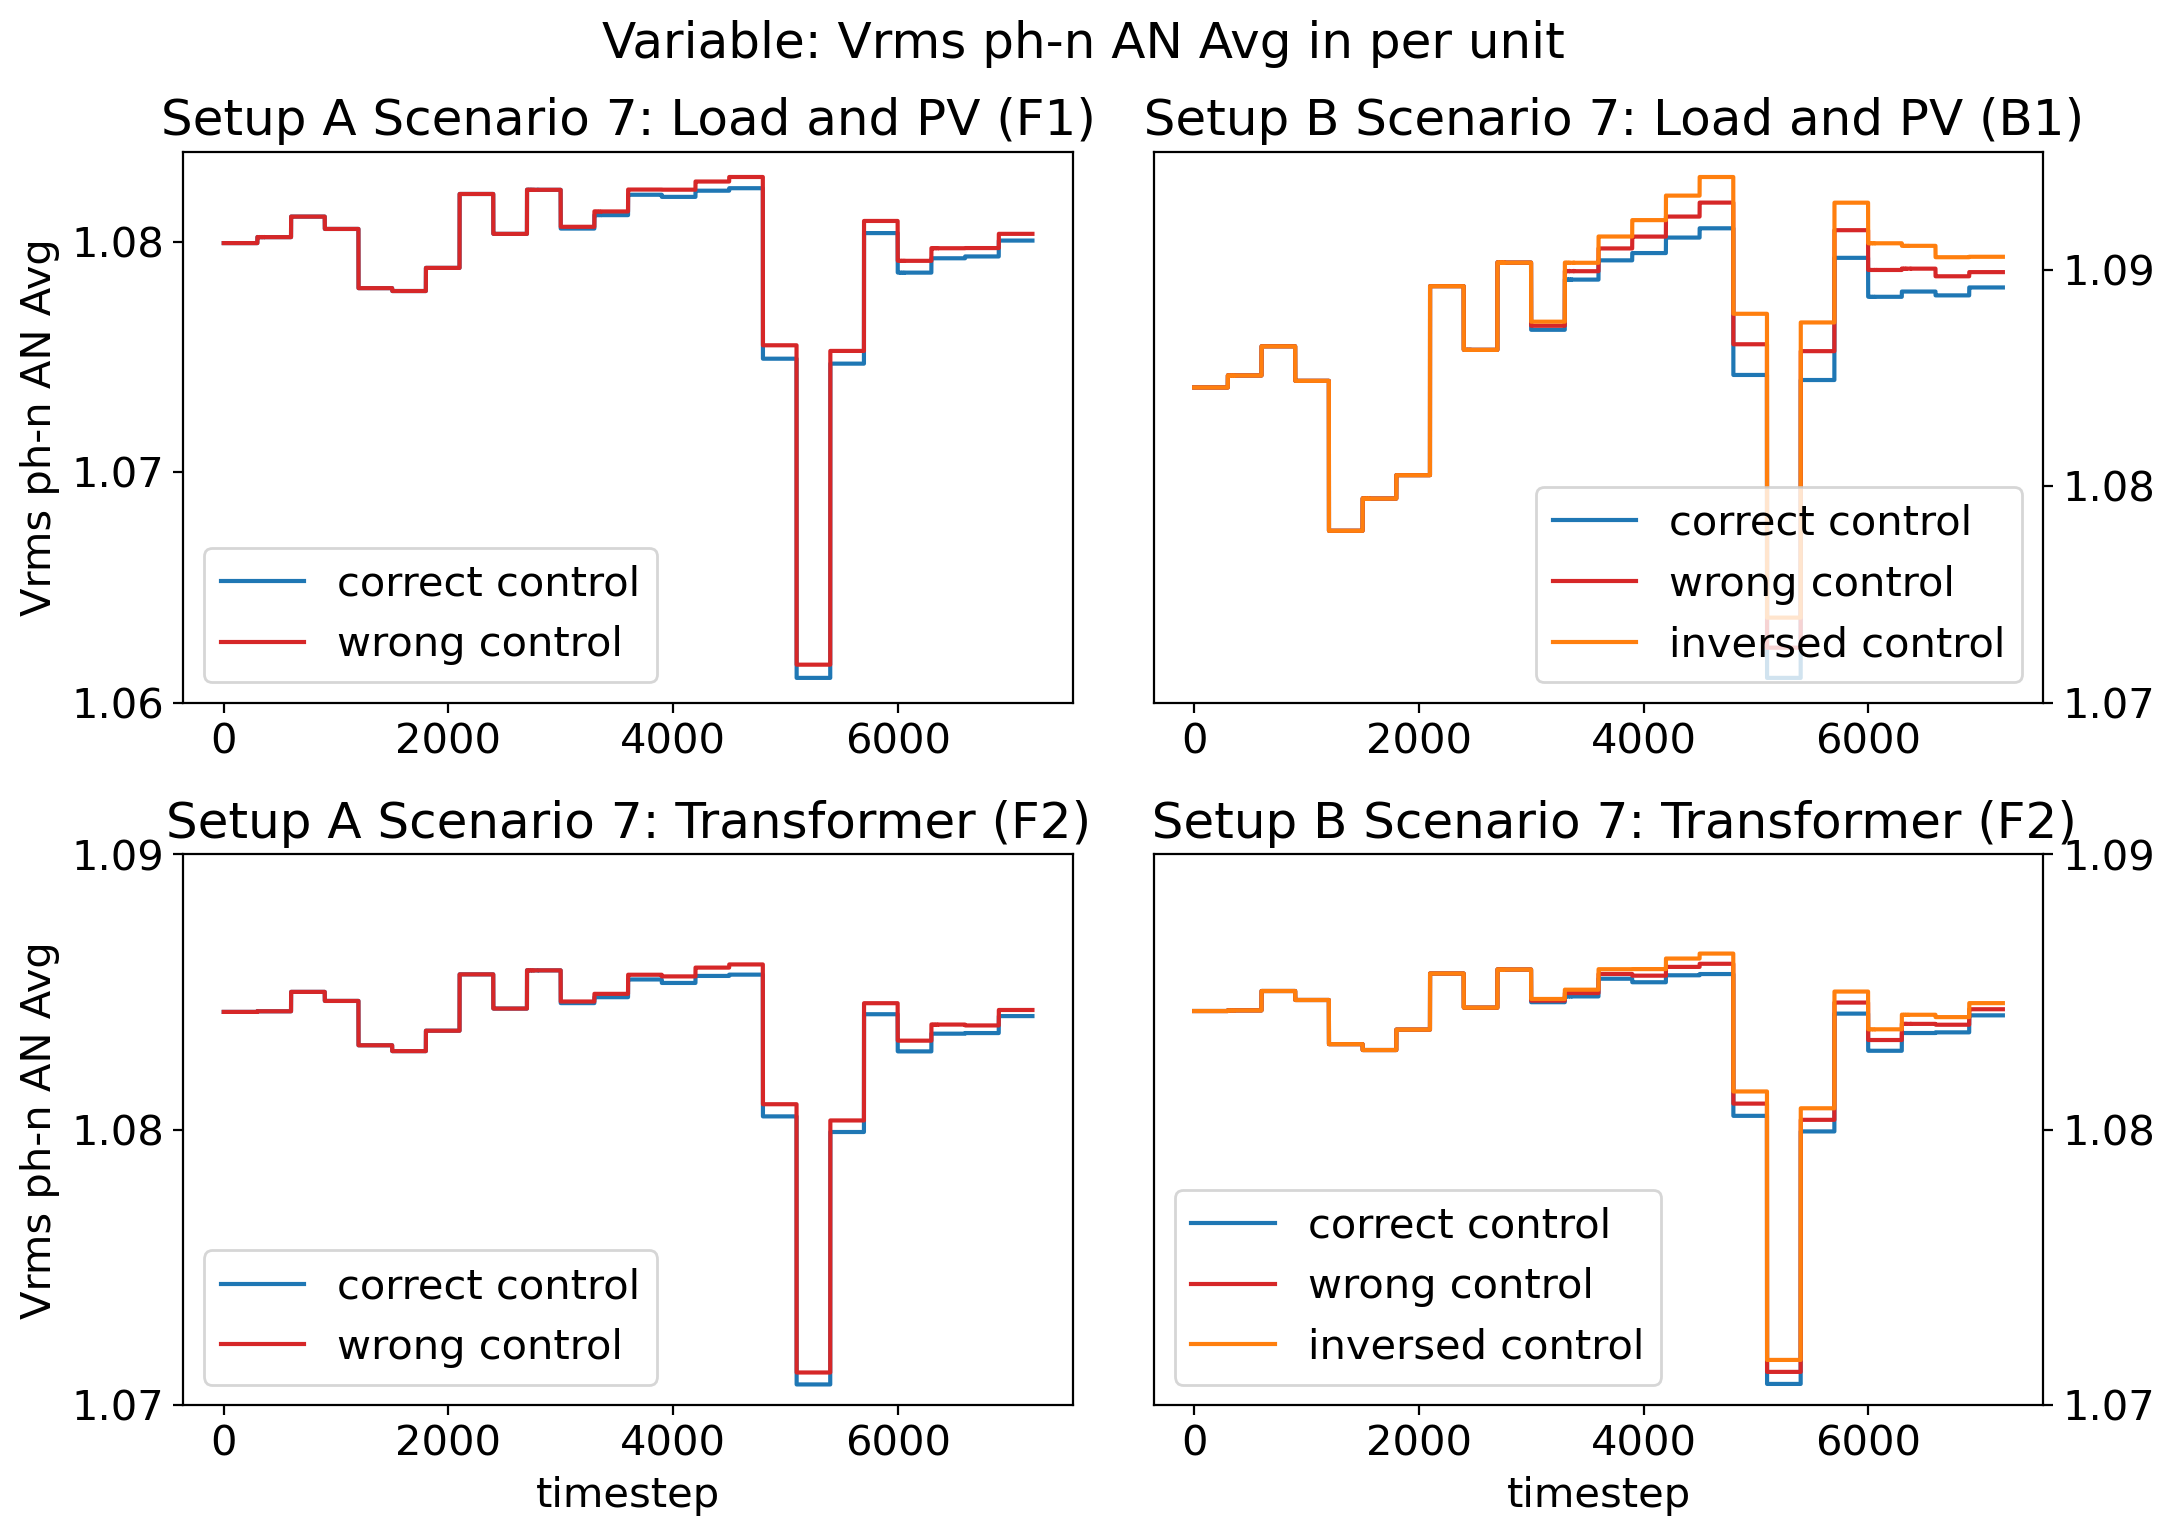 Variable: Vrms ph-n AN Avg in per unit
Setup A Scenario 7: Load and PV (F1)
Vrms ph-n AN Avg
1.08
1.07
1.06
correct control
wrong control
0 2000 4000 6000
Setup B Scenario 7: Load and PV (B1)
1.09
1.08
1.07
correct control
wrong control
inversed control
0 2000 4000 6000
Setup A Scenario 7: Transformer (F2)
Vrms ph-n AN Avg
1.09
1.08
1.07
correct control
wrong control
0 2000 4000 6000
timestep
Setup B Scenario 7: Transformer (F2)
1.09
1.08
1.07
correct control
wrong control
inversed control
0 2000 4000 6000
timestep